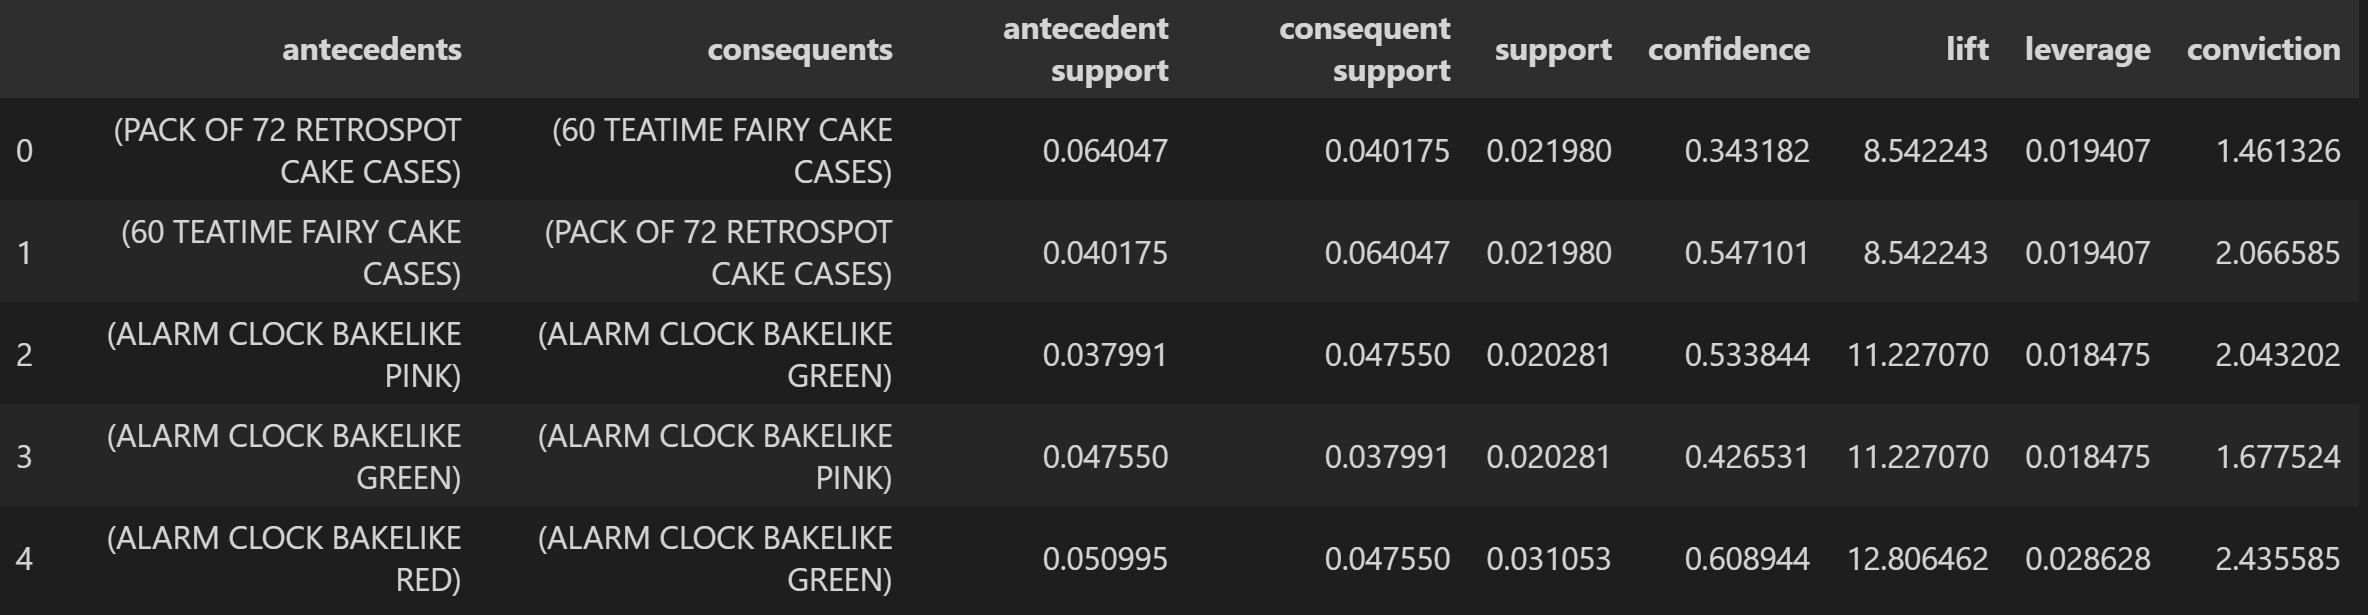 antecedents consequents antecedent support consequent support support confidence lift leverage conviction
0 (PACK OF 72 RETROSPOT CAKE CASES) (60 TEATIME FAIRY CAKE CASES) 0.064047 0.040175 0.021980 0.343182 8.542243 0.019407 1.461326
1 (60 TEATIME FAIRY CAKE CASES) (PACK OF 72 RETROSPOT CAKE CASES) 0.040175 0.064047 0.021980 0.547101 8.542243 0.019407 2.066585
2 (ALARM CLOCK BAKELIKE PINK) (ALARM CLOCK BAKELIKE GREEN) 0.037991 0.047550 0.020281 0.533844 11.227070 0.018475 2.043202
3 (ALARM CLOCK BAKELIKE GREEN) (ALARM CLOCK BAKELIKE PINK) 0.047550 0.037991 0.020281 0.426531 11.227070 0.018475 1.677524
4 (ALARM CLOCK BAKELIKE RED) (ALARM CLOCK BAKELIKE GREEN) 0.050995 0.047550 0.031053 0.608944 12.806462 0.028628 2.435585